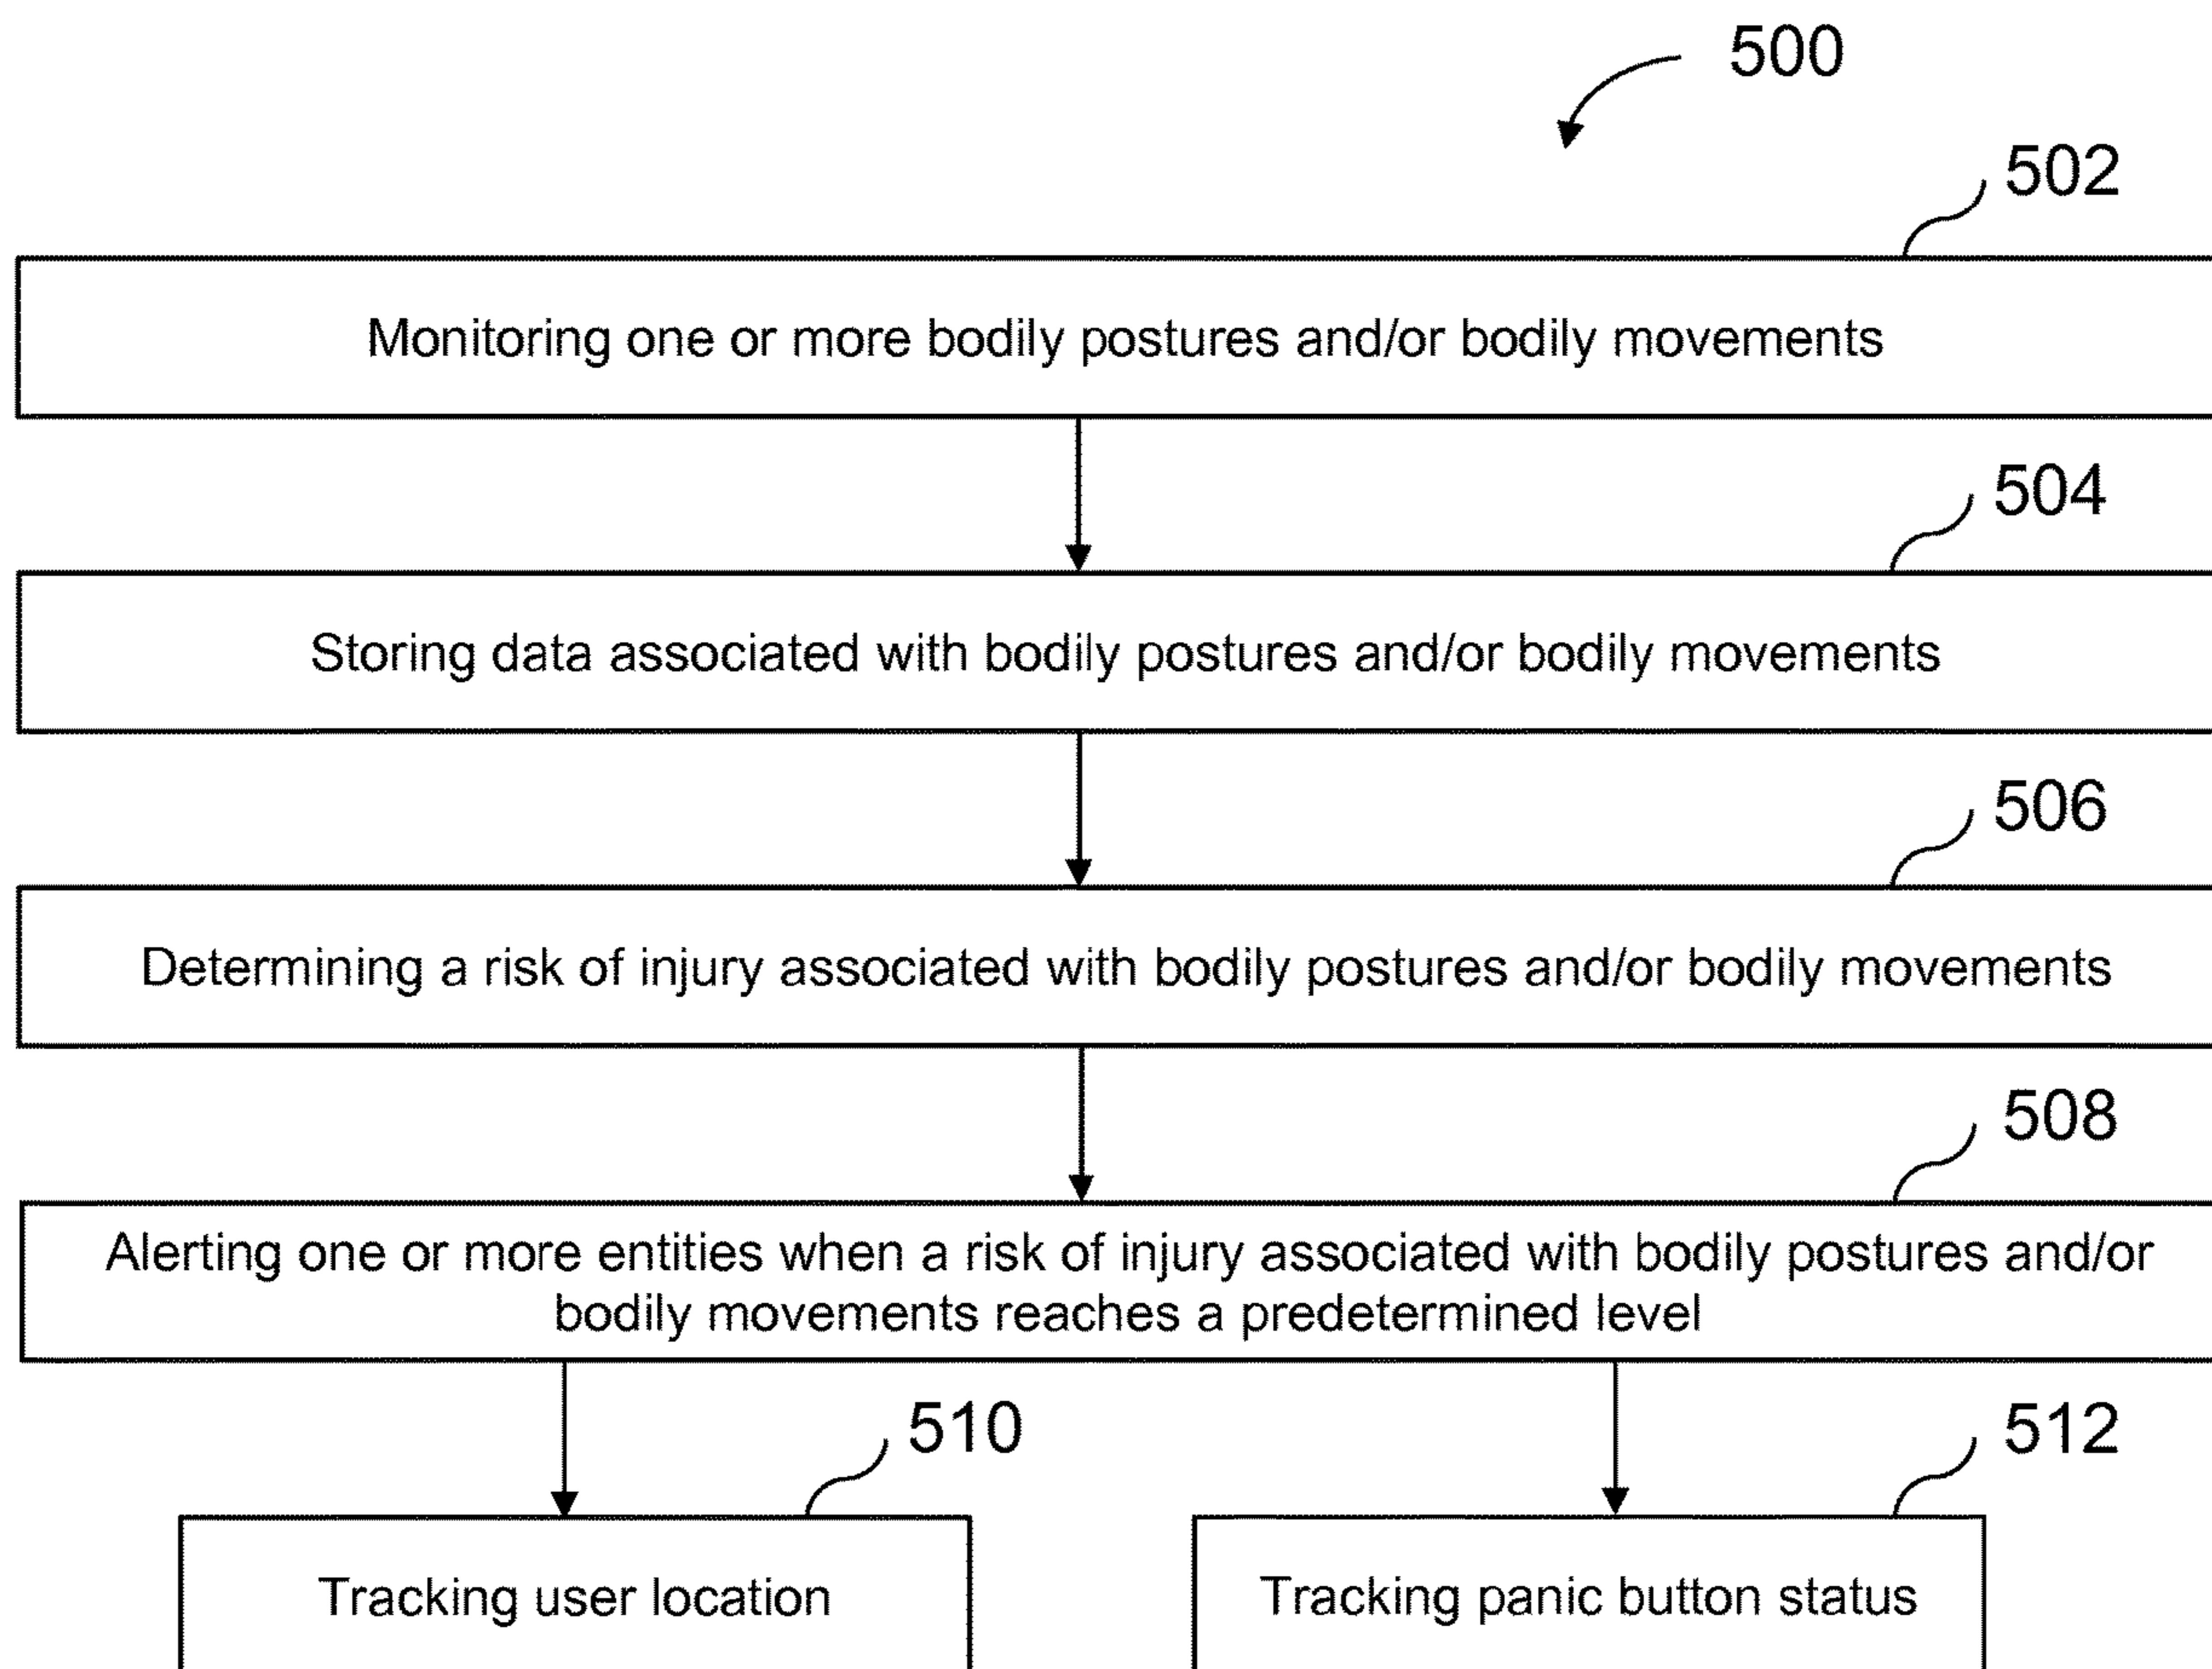 500
502
Monitoring one or more bodily postures and/or bodily movements
504
Storing data associated with bodily postures and/or bodily movements
506
Determining a risk of injury associated with bodily postures and/or bodily movements
508
Alerting one or more entities when a risk of injury associated with bodily postures and/or
bodily movements reaches a predetermined level
510
512
Tracking user location
Tracking panic button status